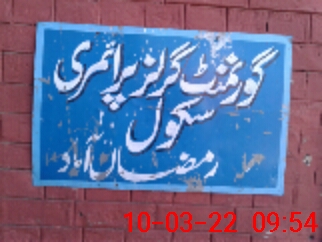 گورنمنٹ گرلز پرائمری
سکول
رمضان آباد
10-03-22 09:54